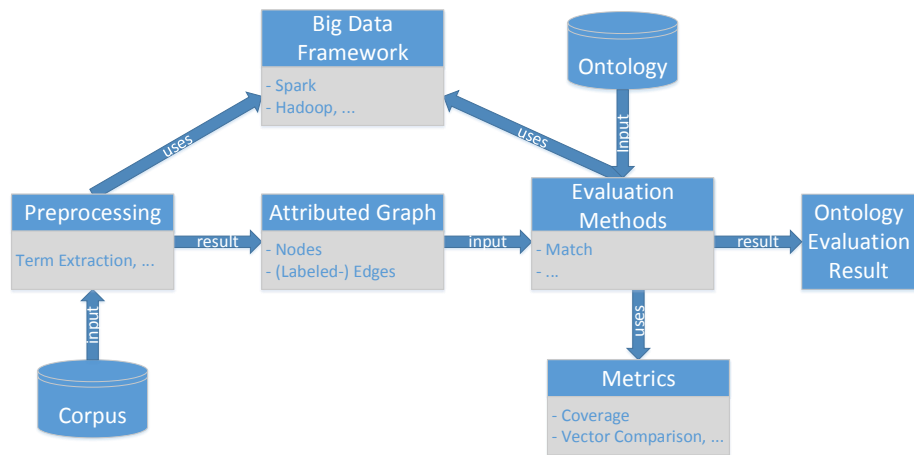 Big Data
Framework
- Spark
- Hadoop, ...
Ontology
uses
uses
Input
Preprocessing
Term Extraction, ...
result
Attributed Graph
- Nodes
- (Labeled-) Edges
input
Evaluation
Methods
- Match
- ...
result
Ontology
Evaluation
Result
input
uses
Corpus
Metrics
- Coverage
- Vector Comparison, ...